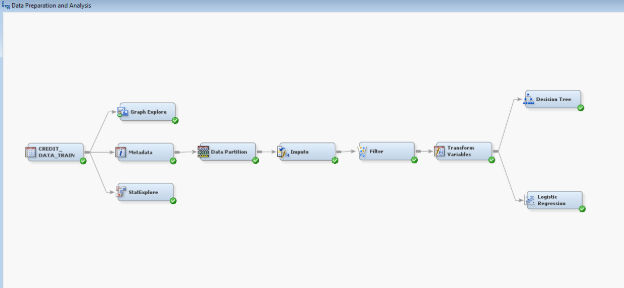 Data Preparation and Analysis
Graph Explore
CREDIT_
DATA_TRAIN
Metadata
Data Partition
Impute
Filter
Transform
Variables
StatExplore
Decision Tree
Logistic
Regression